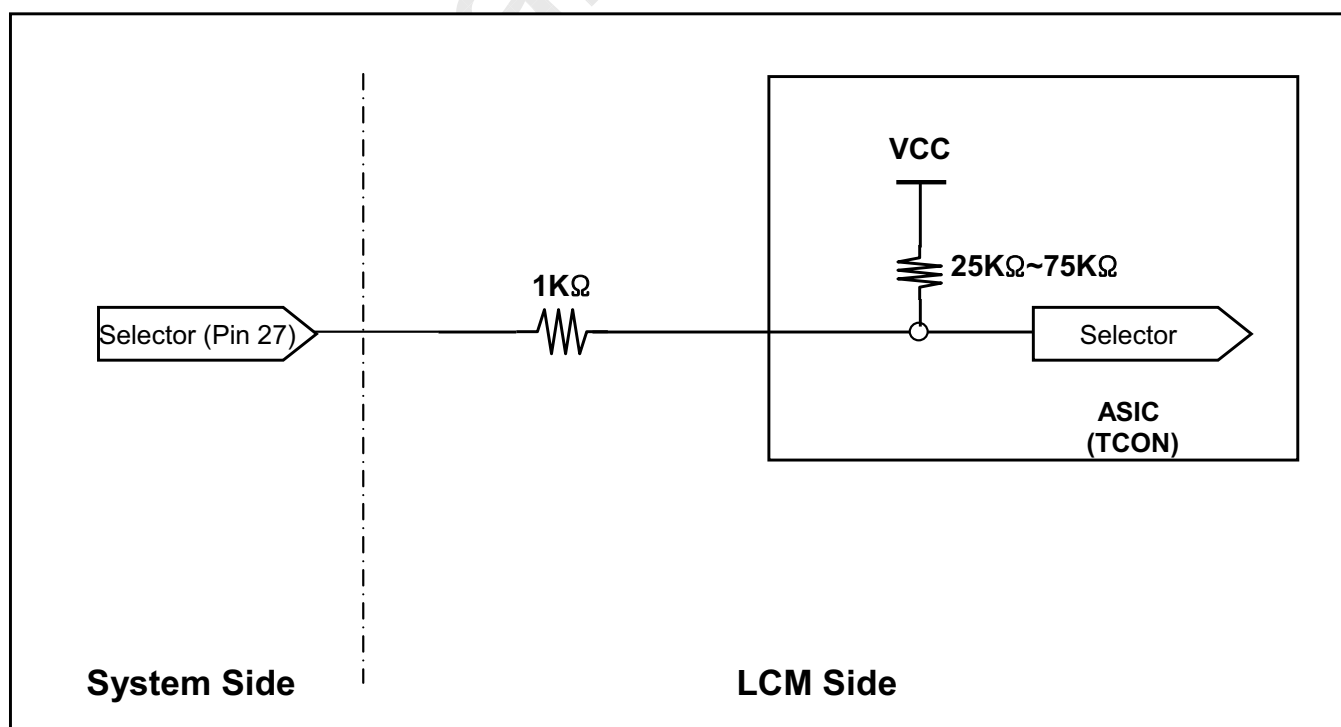 VCC
25KΩ~75KΩ
1KΩ
Selector (Pin 27)
Selector
ASIC
(TCON)
System Side
LCM Side